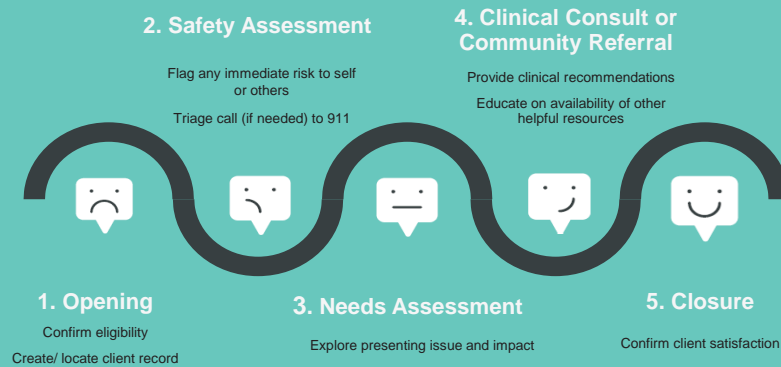 1. Opening
Confirm eligibility
Create/ locate client record
2. Safety Assessment
Flag any immediate risk to self
or others
Triage call (if needed) to 911
3. Needs Assessment
Explore presenting issue and impact
4. Clinical Consult or
Community Referral
Provide clinical recommendations
Educate on availability of other
helpful resources
5. Closure
Confirm client satisfaction